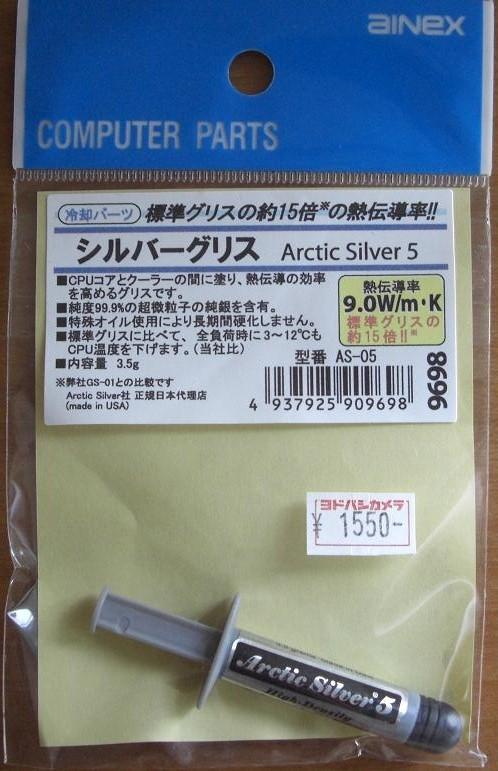 ainex
COMPUTER PARTS
冷却パーツ 標準グリスの約15倍※の熱伝導率!!
シルバーグリス Arctic Silver 5
■CPUコアとクーラーの間に塗り、熱伝導の効率
を高めるグリスです。
■純度99.9%の超微粒子の純銀を含有。
■特殊オイル使用により長期間硬化しません。
■標準グリスに比べて、全負荷時に3～12℃も
CPU温度を下げます。（当社比）
■内容量 3.5g
熱伝導率
9.0W/m・K
標準グリスの
約15倍!!※
型番 AS-05
※弊社GS-01との比較です
Arctic Silver社 正規日本代理店
(made in USA)
4 937925 909698
8696
ヨドバシカメラ
¥ 1550-
Arctic Silver® 5
High-Density